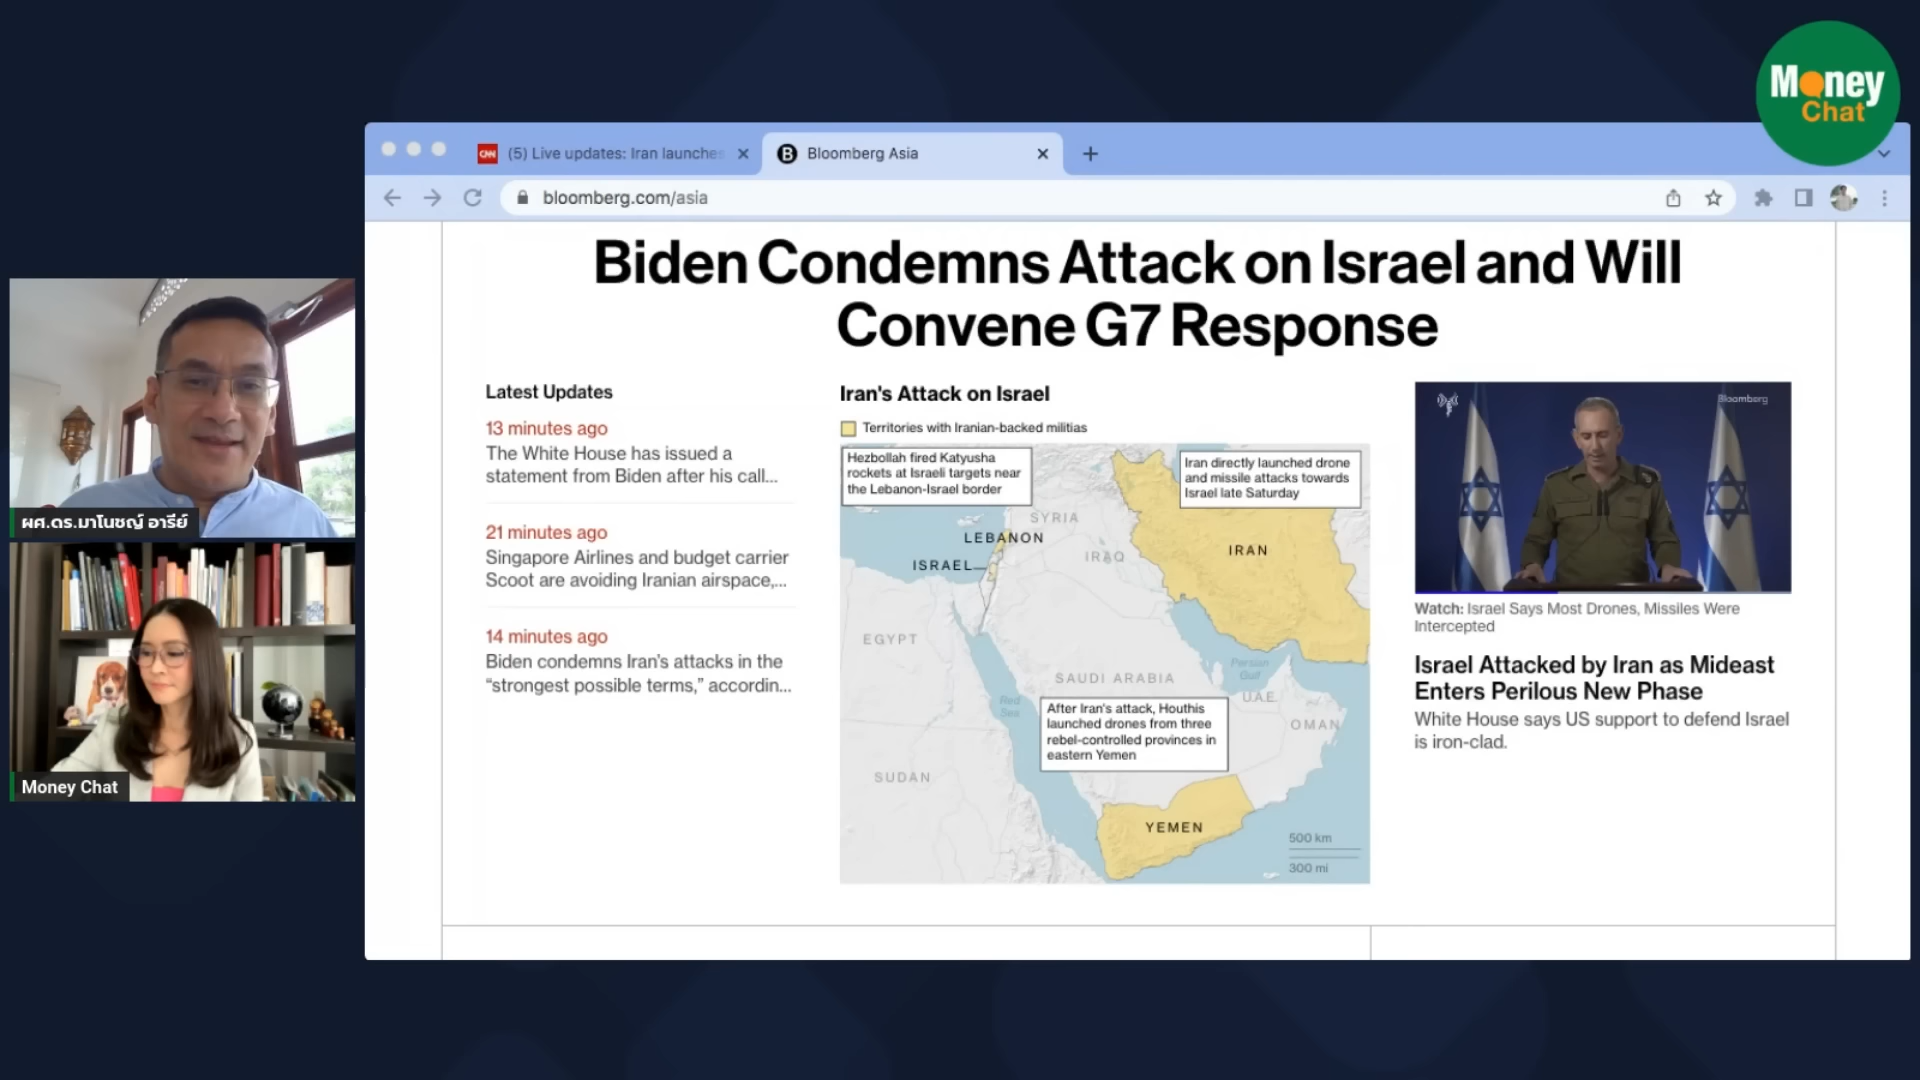 Money
Chat
(5) Live updates: Iran launches
Bloomberg Asia
bloomberg.com/asia
Biden Condemns Attack on Israel and Will
Convene G7 Response
Latest Updates
13 minutes ago
The White House has issued a
statement from Biden after his call...
21 minutes ago
Singapore Airlines and budget carrier
Scoot are avoiding Iranian airspace,...
14 minutes ago
Biden condemns Iran's attacks in the
“strongest possible terms,” accordin...
Iran's Attack on Israel
Territories with Iranian-backed militias
Hezbollah fired Katyusha
rockets at Israeli targets near
the Lebanon-Israel border
Iran directly launched drone
and missile attacks towards
Israel late Saturday
SYRIA
LEBANON
ISRAEL
IRAQ
IRAN
EGYPT
SAUDI ARABIA
Persian
Gulf
U.A.E.
Red
Sea
OMAN
After Iran's attack, Houthis
launched drones from three
rebel-controlled provinces in
eastern Yemen
SUDAN
YEMEN
500 km
300 mi
Bloomberg
Watch: Israel Says Most Drones, Missiles Were
Intercepted
Israel Attacked by Iran as Mideast
Enters Perilous New Phase
White House says US support to defend Israel
is iron-clad.
ผศ.ดร.มาโนชญ์ อารีย์
Money Chat
CNN
B